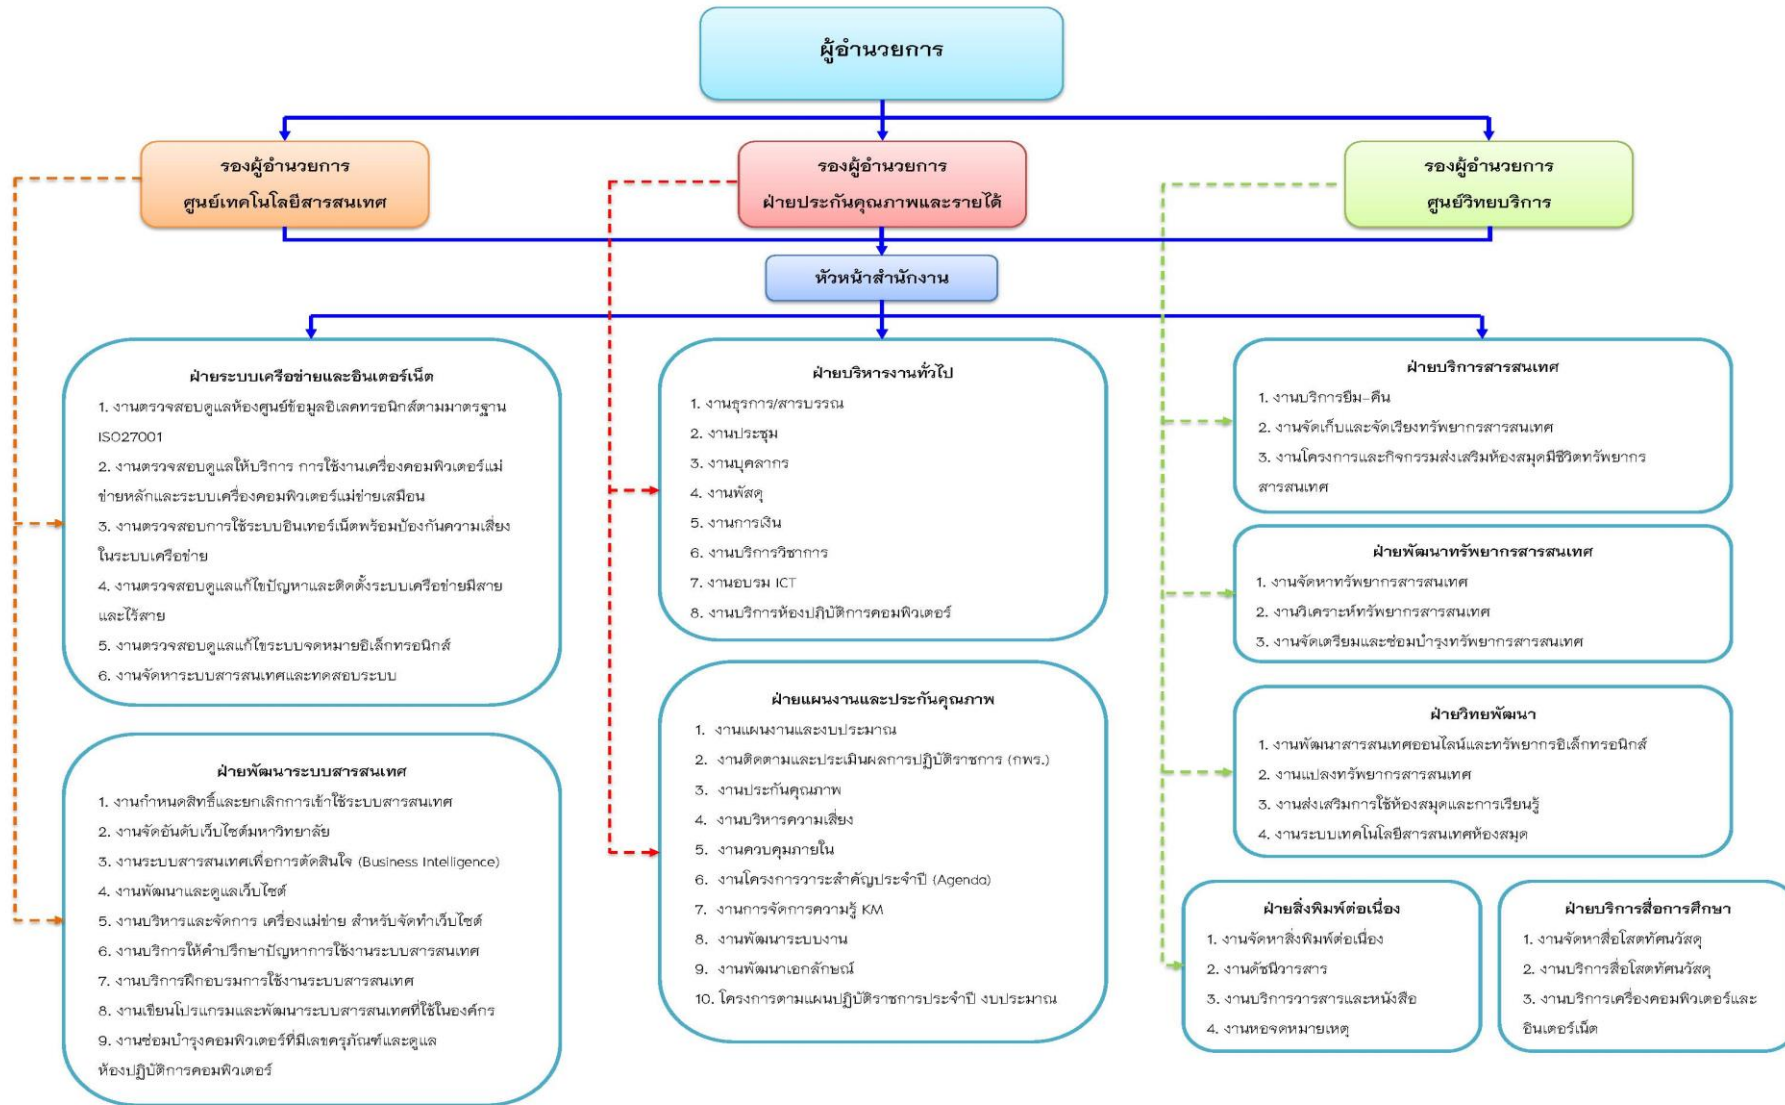 ผู้อำนวยการ
รองผู้อำนวยการ
ศูนย์เทคโนโลยีสารสนเทศ
รองผู้อำนวยการ
ฝ่ายประกันคุณภาพและรายได้
รองผู้อำนวยการ
ศูนย์วิทยบริการ
หัวหน้าสำนักงาน
ฝ่ายระบบเครือข่ายและอินเตอร์เน็ต
1. งานตรวจสอบดูแลห้องศูนย์ข้อมูลอิเลคทรอนิกส์ตามมาตรฐาน
ISO27001
2. งานตรวจสอบดูแลให้บริการ การใช้งานเครื่องคอมพิวเตอร์แม่
ข่ายหลักและระบบเครื่องคอมพิวเตอร์แม่ข่ายเสมือน
3. งานตรวจสอบการใช้ระบบอินเทอร์เน็ตพร้อมป้องกันความเสี่ยง
ในระบบเครือข่าย
4. งานตรวจสอบดูแลแก้ไขปัญหาและติดตั้งระบบเครือข่ายมีสาย
และไร้สาย
5. งานตรวจสอบดูแลแก้ไขระบบจดหมายอิเล็กทรอนิกส์
6. งานจัดหาระบบสารสนเทศและทดสอบระบบ
ฝ่ายพัฒนาระบบสารสนเทศ
1. งานกำหนดสิทธิ์และยกเลิกการเข้าใช้ระบบสารสนเทศ
2. งานจัดอันดับเว็บไซต์มหาวิทยาลัย
3. งานระบบสารสนเทศเพื่อการตัดสินใจ (Business Intelligence)
4. งานพัฒนาและดูแลเว็บไซต์
5. งานบริหารและจัดการ เครื่องแม่ข่าย สำหรับจัดทำเว็บไซต์
6. งานบริการให้คำปรึกษาปัญหาการใช้งานระบบสารสนเทศ
7. งานบริการฝึกอบรมการใช้งานระบบสารสนเทศ
8. งานเขียนโปรแกรมและพัฒนาระบบสารสนเทศที่ใช้ในองค์กร
9. งานซ่อมบำรุงคอมพิวเตอร์ที่มีเลขครุภัณฑ์และดูแล
ห้องปฏิบัติการคอมพิวเตอร์
ฝ่ายบริหารงานทั่วไป
1. งานธุรการ/สารบรรณ
2. งานประชุม
3. งานบุคลากร
4. งานพัสดุ
5. งานการเงิน
6. งานบริการวิชาการ
7. งานอบรม ICT
8. งานบริการห้องปฏิบัติการคอมพิวเตอร์
ฝ่ายแผนงานและประกันคุณภาพ
1. งานแผนงานและงบประมาณ
2. งานติดตามและประเมินผลการปฏิบัติราชการ (กพร.)
3. งานประกันคุณภาพ
4. งานบริหารความเสี่ยง
5. งานควบคุมภายใน
6. งานโครงการวาระสำคัญประจำปี (Agenda)
7. งานการจัดการความรู้ KM
8. งานพัฒนาระบบงาน
9. งานพัฒนาเอกลักษณ์
10. โครงการตามแผนปฏิบัติราชการประจำปี งบประมาณ
ฝ่ายบริการสารสนเทศ
1. งานบริการยืม-คืน
2. งานจัดเก็บและจัดเรียงทรัพยากรสารสนเทศ
3. งานโครงการและกิจกรรมส่งเสริมห้องสมุดมีชีวิตทรัพยากร
สารสนเทศ
ฝ่ายพัฒนาทรัพยากรสารสนเทศ
1. งานจัดหาทรัพยากรสารสนเทศ
2. งานวิเคราะห์ทรัพยากรสารสนเทศ
3. งานจัดเตรียมและซ่อมบำรุงทรัพยากรสารสนเทศ
ฝ่ายวิทยพัฒนา
1. งานพัฒนาสารสนเทศออนไลน์และทรัพยากรอิเล็กทรอนิกส์
2. งานแปลงทรัพยากรสารสนเทศ
3. งานส่งเสริมการใช้ห้องสมุดและการเรียนรู้
4. งานระบบเทคโนโลยีสารสนเทศห้องสมุด
ฝ่ายสิ่งพิมพ์ต่อเนื่อง
1. งานจัดหาสิ่งพิมพ์ต่อเนื่อง
2. งานดัชนีวารสาร
3. งานบริการวารสารและหนังสือ
4. งานหอจดหมายเหตุ
ฝ่ายบริการสื่อการศึกษา
1. งานจัดหาสื่อโสตทัศนวัสดุ
2. งานบริการสื่อโสตทัศนวัสดุ
3. งานบริการเครื่องคอมพิวเตอร์และ
อินเตอร์เน็ต